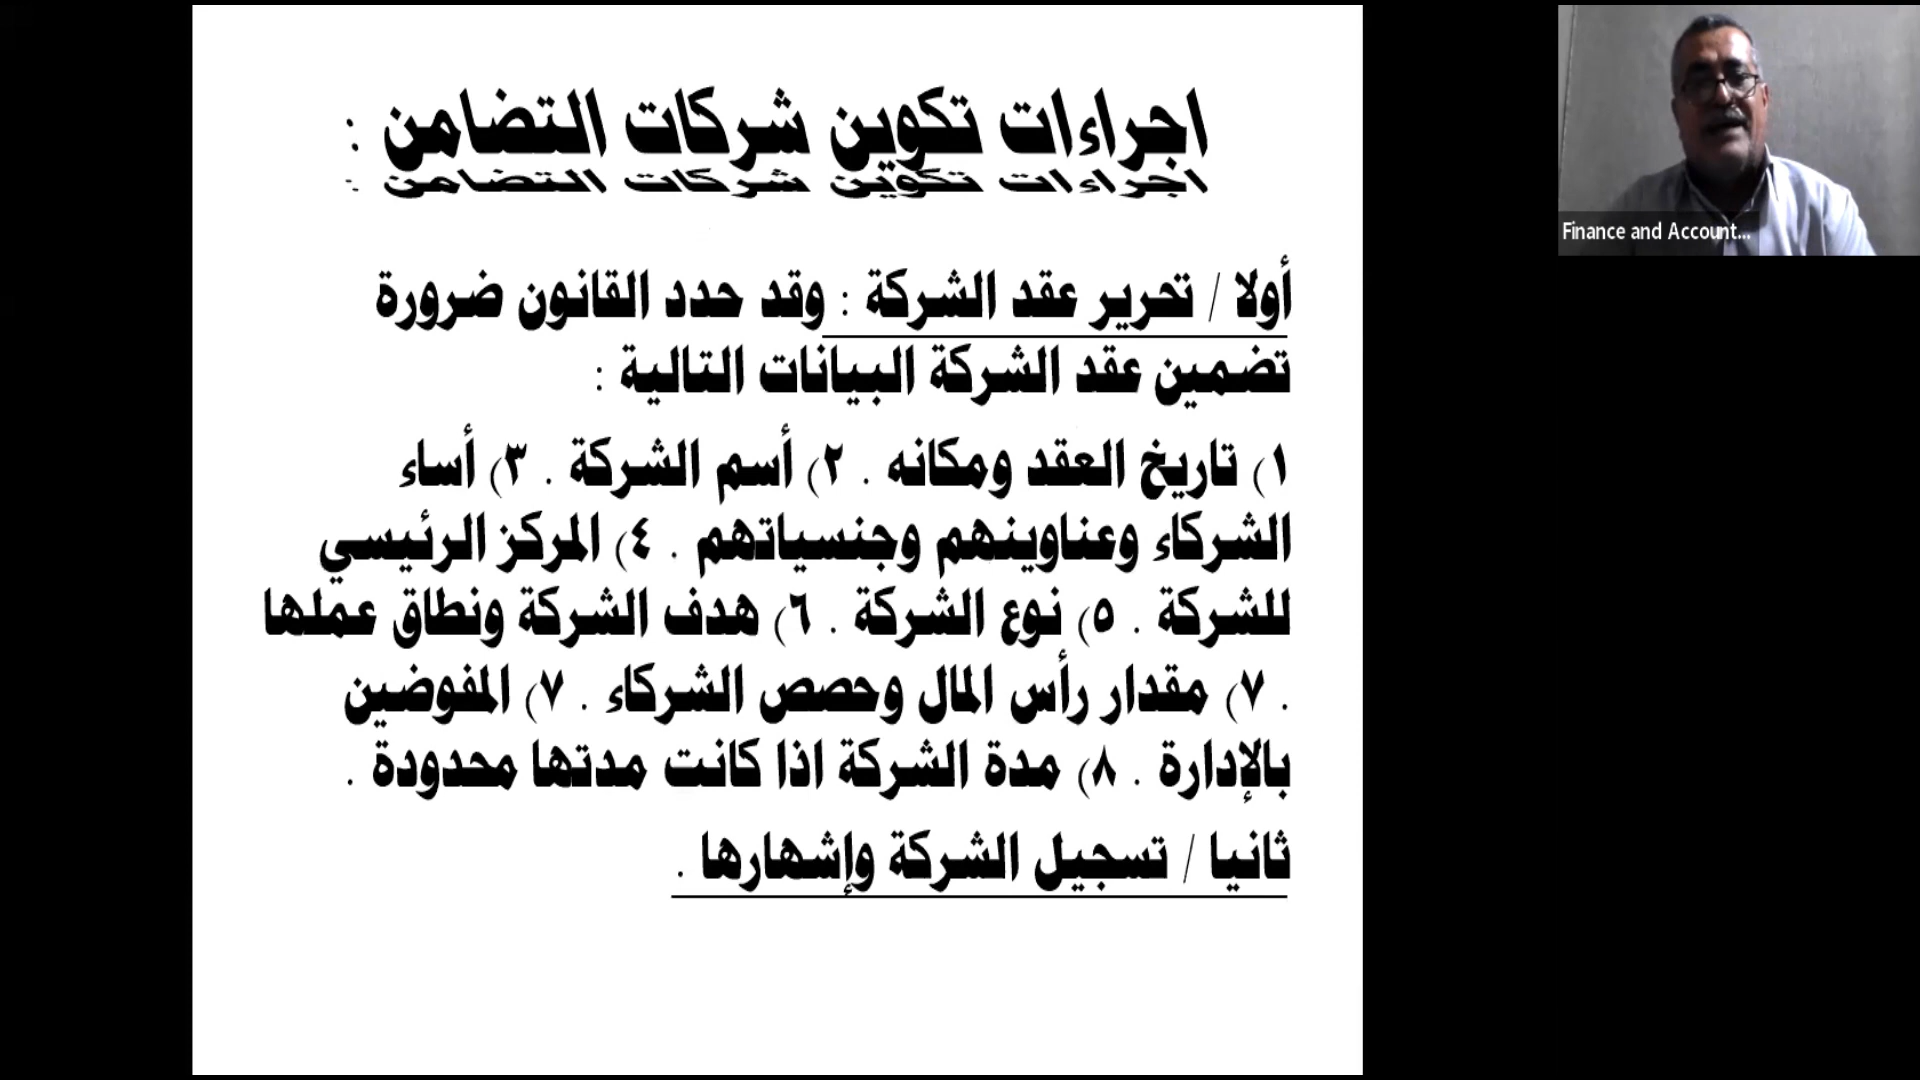 اجراءات تكوين شركات التضامن :
أولا / تحرير عقد الشركة : وقد حدد القانون ضرورة
تضمين عقد الشركة البيانات التالية :
١) تاريخ العقد ومكانه . ٢) أسم الشركة . ٣) أساء
الشركاء وعناوينهم وجنسياتهم . ٤) المركز الرئيسي
للشركة . ٥) نوع الشركة . ٦) هدف الشركة ونطاق عملها
. ٧) مقدار رأس المال وحصص الشركاء . ٧) المفوضين
بالإدارة . ٨) مدة الشركة اذا كانت مدتها محدودة .
ثانيا / تسجيل الشركة وإشهارها .
Finance and Account...